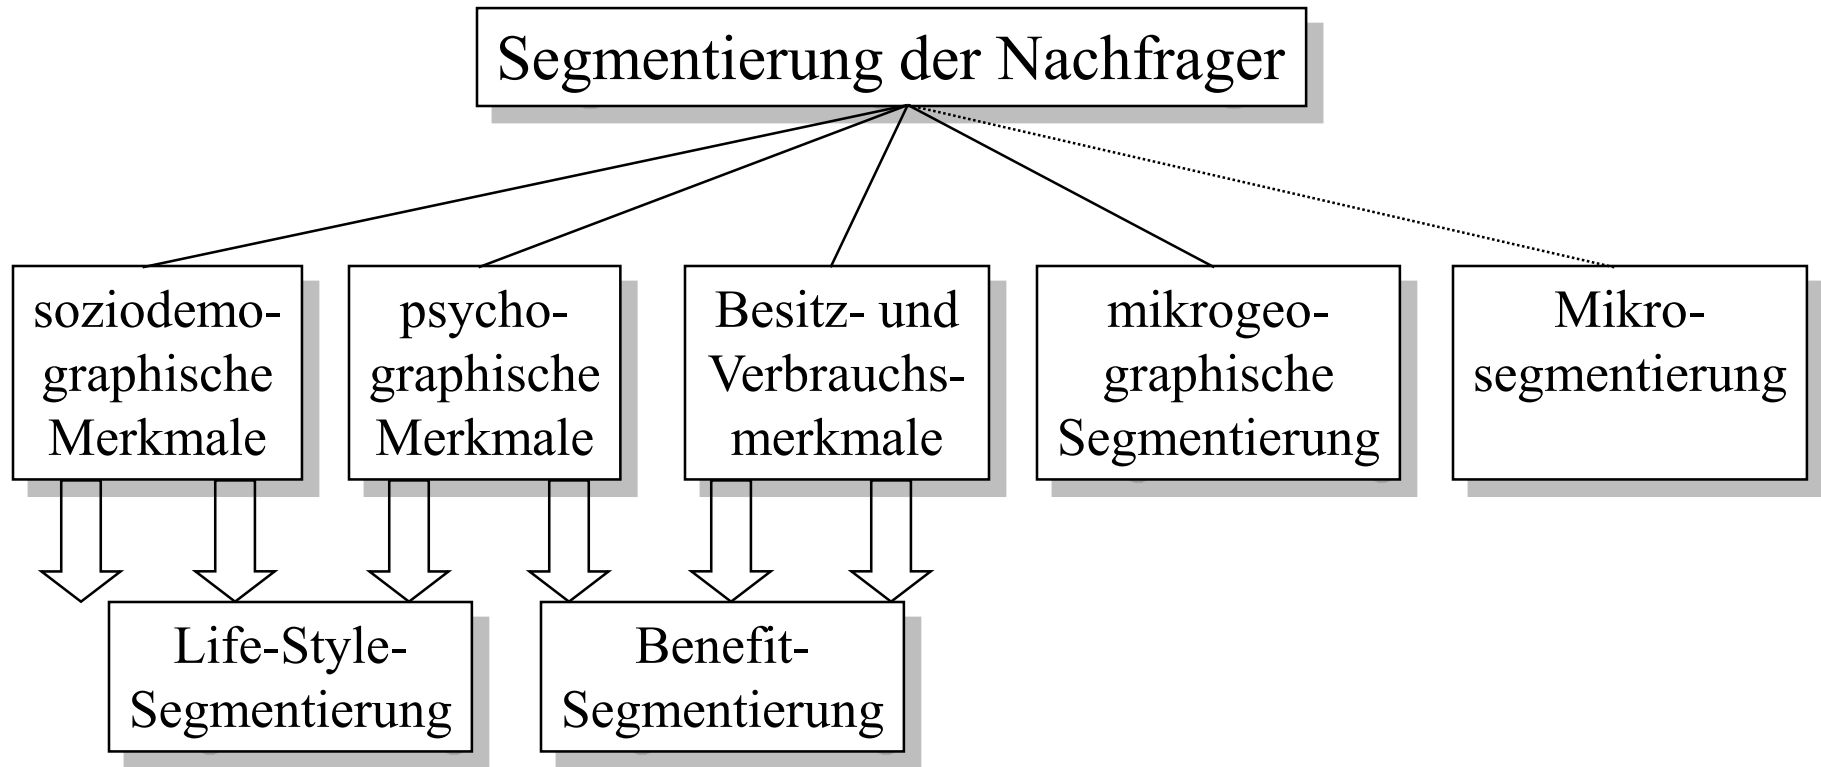 Segmentierung der Nachfrager
soziodemo-
graphische
Merkmale
psycho-
graphische
Merkmale
Besitz- und
Verbrauchs-
merkmale
mikrogeo-
graphische
Segmentierung
Mikro-
segmentierung
Life-Style-
Segmentierung
Benefit-
Segmentierung